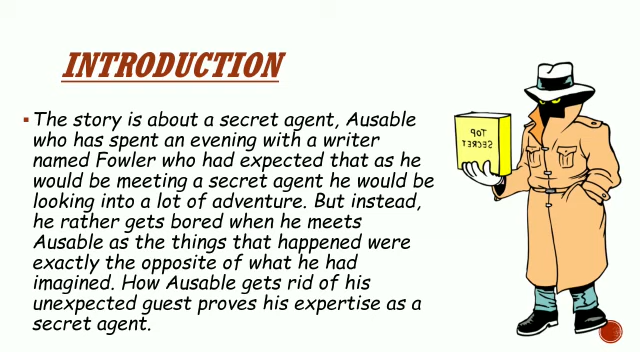 INTRODUCTION
The story is about a secret agent, Ausable
who has spent an evening with a writer
named Fowler who had expected that as he
would be meeting a secret agent he would be
looking into a lot of adventure. But instead,
he rather gets bored when he meets
Ausable as the things that happened were
exactly the opposite of what he had
imagined. How Ausable gets rid of his
unexpected guest proves his expertise as a
secret agent.
TOP
SECRET